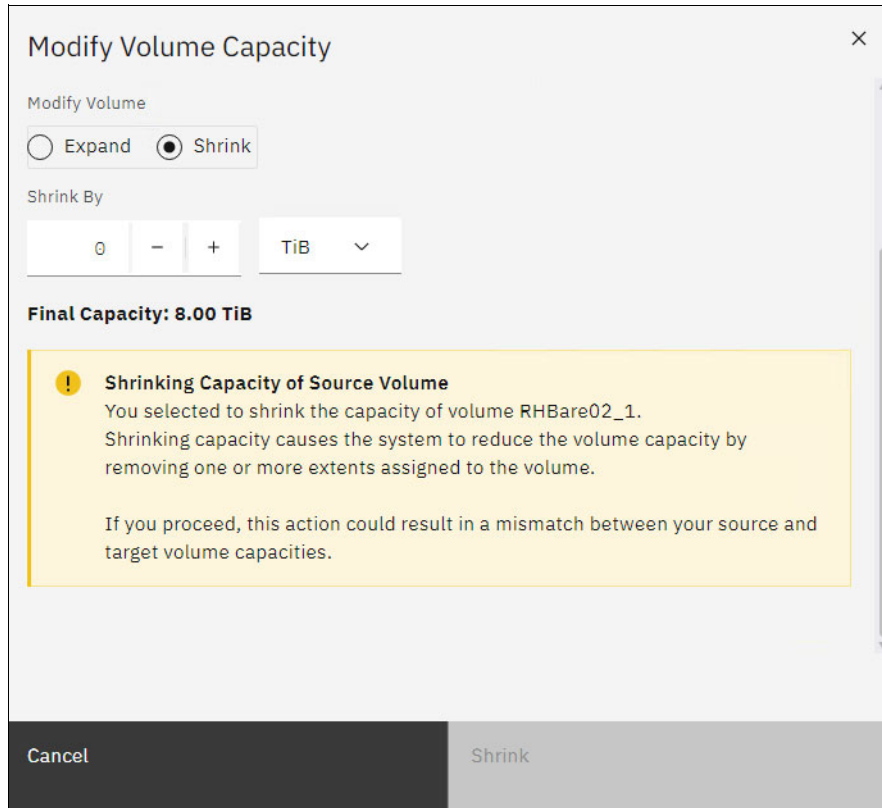 Modify Volume Capacity
Modify Volume
Expand Shrink
Shrink By
0 − + TiB
Final Capacity: 8.00 TiB
Shrinking Capacity of Source Volume
You selected to shrink the capacity of volume RHBare02_1.
Shrinking capacity causes the system to reduce the volume capacity by
removing one or more extents assigned to the volume.
If you proceed, this action could result in a mismatch between your source and
target volume capacities.
Cancel Shrink